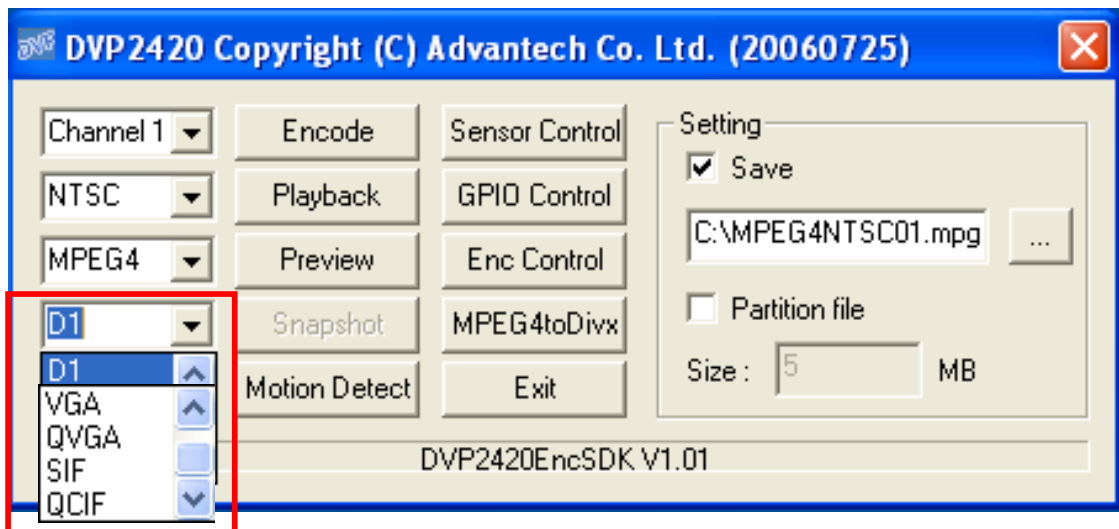 DVP2420 Copyright (C) Advantech Co. Ltd. (20060725)
Channel 1
Encode
Sensor Control
NTSC
Playback
GPIO Control
MPEG4
Preview
Enc Control
D1
Snapshot
MPEG4toDivx
D1
VGA
QVGA
SIF
QCIF
Motion Detect
Exit
Setting
Save
C:\MPEG4NTSC01.mpg
...
Partition file
Size : 5 MB
DVP2420EncSDK V1.01